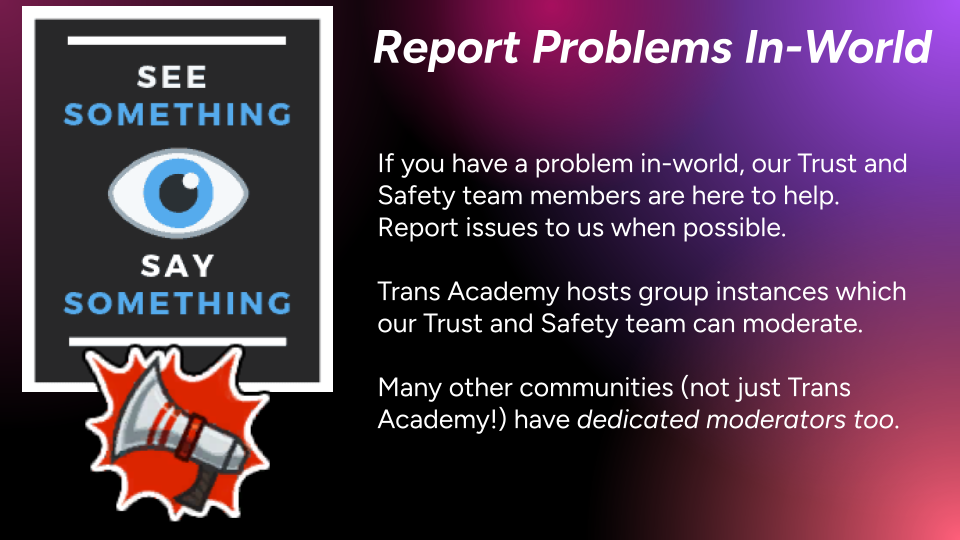 SEE
SOMETHING
SAY
SOMETHING
Report Problems In-World
If you have a problem in-world, our Trust and
Safety team members are here to help.
Report issues to us when possible.
Trans Academy hosts group instances which
our Trust and Safety team can moderate.
Many other communities (not just Trans
Academy!) have dedicated moderators too.